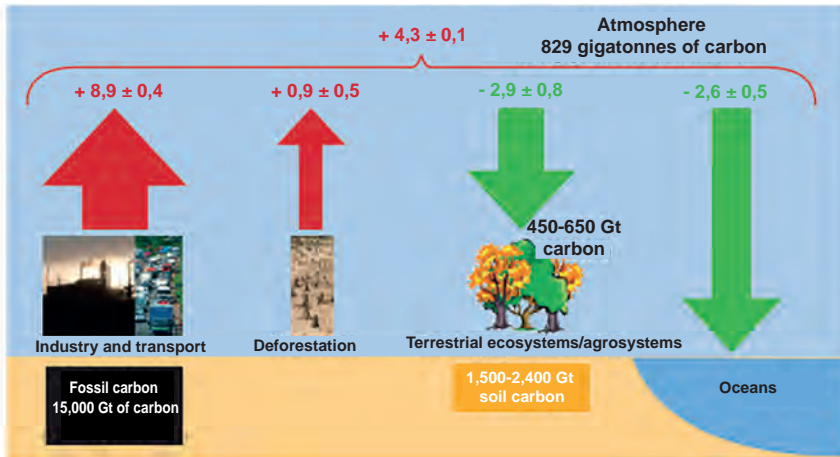 Atmosphere
829 gigatonnes of carbon
+ 4,3 ± 0,1
+ 8,9 ± 0,4
+ 0,9 ± 0,5
- 2,9 ± 0,8
- 2,6 ± 0,5
450-650 Gt
carbon
Industry and transport
Deforestation
Terrestrial ecosystems/agrosystems
Fossil carbon
15,000 Gt of carbon
1,500-2,400 Gt
soil carbon
Oceans